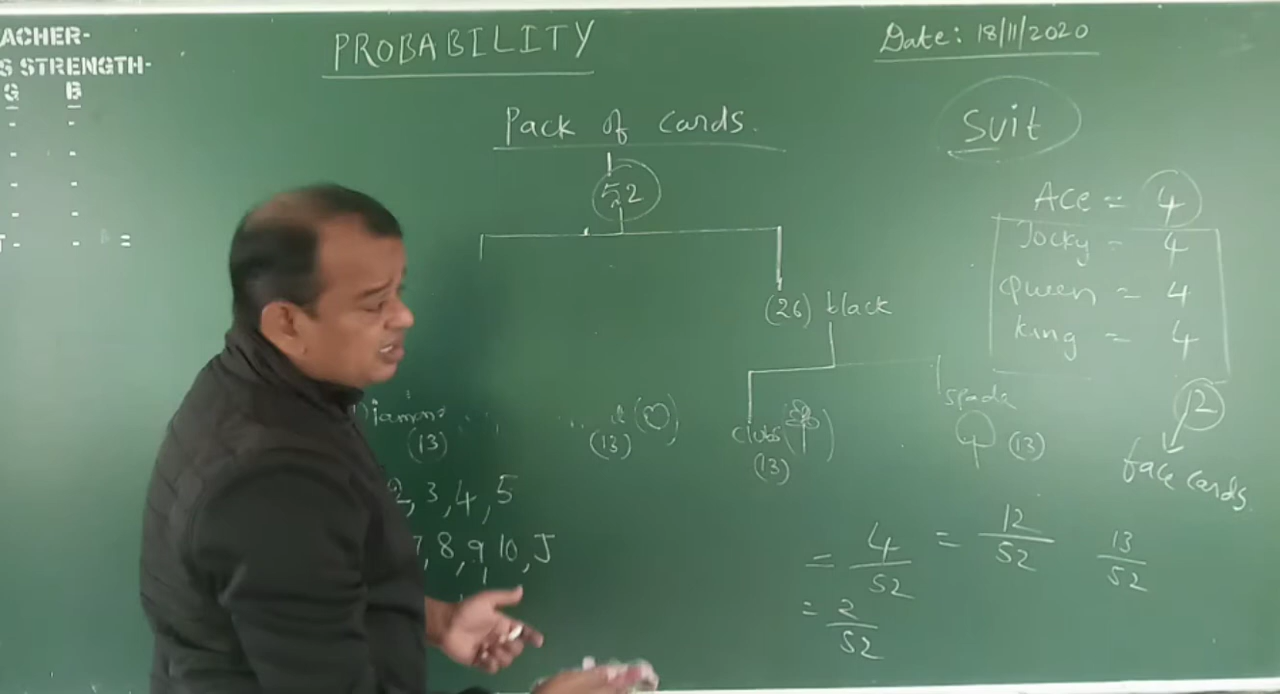 ACHER-
S STRENGTH-
G B
PROBABILITY
Date: 18/11/2020
Pack of cards.
52
Suit
Ace = 4
Jocky = 4
Queen = 4
king = 4
12
face cards
(26) black
Diamond
(13)
(13)
clubs
(13)
spade
(13)
2, 3, 4, 5
7, 8, 9, 10, J
= 4/52 = 12/52 13/52
= 2/52